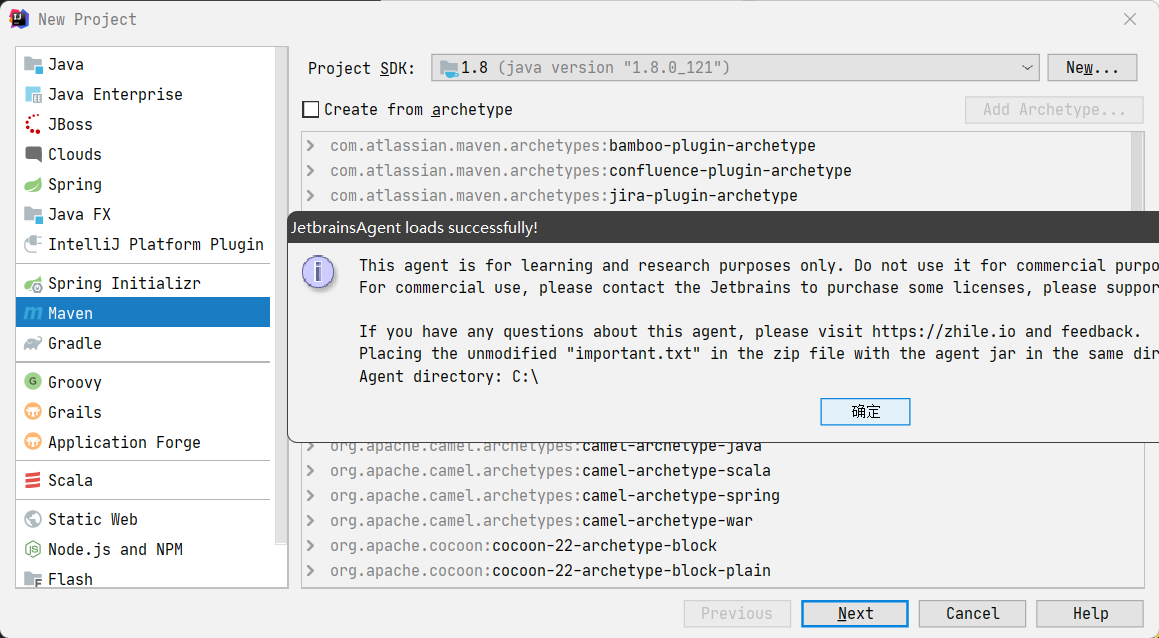 New Project
Java
Java Enterprise
JBoss
Clouds
Spring
Java FX
IntelliJ Platform Plugin
Spring Initializr
Maven
Gradle
Groovy
Grails
Application Forge
Scala
Static Web
Node.js and NPM
Flash
Project SDK: 1.8 (java version "1.8.0_121") New...
Create from archetype Add Archetype...
com.atlassian.maven.archetypes:bamboo-plugin-archetype
com.atlassian.maven.archetypes:confluence-plugin-archetype
com.atlassian.maven.archetypes:jira-plugin-archetype
JetbrainsAgent loads successfully!
This agent is for learning and research purposes only. Do not use it for commercial purpo
For commercial use, please contact the Jetbrains to purchase some licenses, please suppor
If you have any questions about this agent, please visit https://zhile.io and feedback.
Placing the unmodified "important.txt" in the zip file with the agent jar in the same dir
Agent directory: C:\
确定
org.apache.camel.archetypes:camel-archetype-java
org.apache.camel.archetypes:camel-archetype-scala
org.apache.camel.archetypes:camel-archetype-spring
org.apache.camel.archetypes:camel-archetype-war
org.apache.cocoon:cocoon-22-archetype-block
org.apache.cocoon:cocoon-22-archetype-block-plain
Previous Next Cancel Help